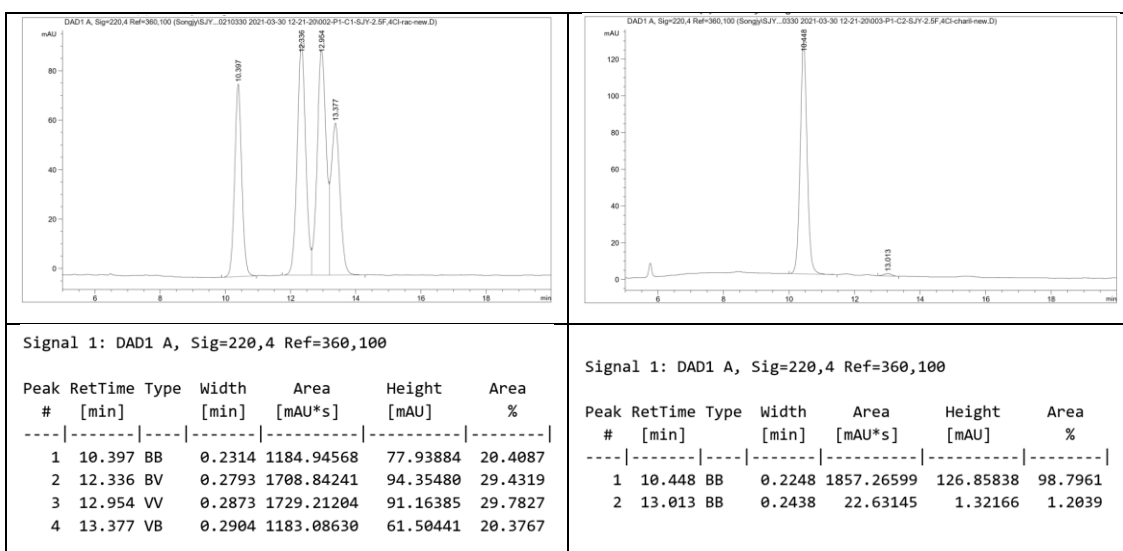 DAD1 A, Sig=220,4 Ref=360,100 (Songjy\SJY...0210330 2021-03-30 12-21-20\002-P1-C1-SJY-2.5F,4Cl-rac-new.D)
mAU
80
60
40
20
0
10.397
12.336
12.954
13.377
6 8 10 12 14 16 18 min
DAD1 A, Sig=220,4 Ref=360,100 (Songjy\SJY...0330 2021-03-30 12-21-20\003-P1-C2-SJY-2.5F,4Cl-charil-new.D)
mAU
120
100
80
60
40
20
0
10.448
13.013
6 8 10 12 14 16 18 min
Signal 1: DAD1 A, Sig=220,4 Ref=360,100
Peak RetTime Type Width Area Height Area
# [min] [min] [mAU*s] [mAU] %
----|-------|----|-------|----------|----------|--------|
1 10.397 BB 0.2314 1184.94568 77.93884 20.4087
2 12.336 BV 0.2793 1708.84241 94.35480 29.4319
3 12.954 VV 0.2873 1729.21204 91.16385 29.7827
4 13.377 VB 0.2904 1183.08630 61.50441 20.3767
Signal 1: DAD1 A, Sig=220,4 Ref=360,100
Peak RetTime Type Width Area Height Area
# [min] [min] [mAU*s] [mAU] %
----|-------|----|-------|----------|----------|--------|
1 10.448 BB 0.2248 1857.26599 126.85838 98.7961
2 13.013 BB 0.2438 22.63145 1.32166 1.2039